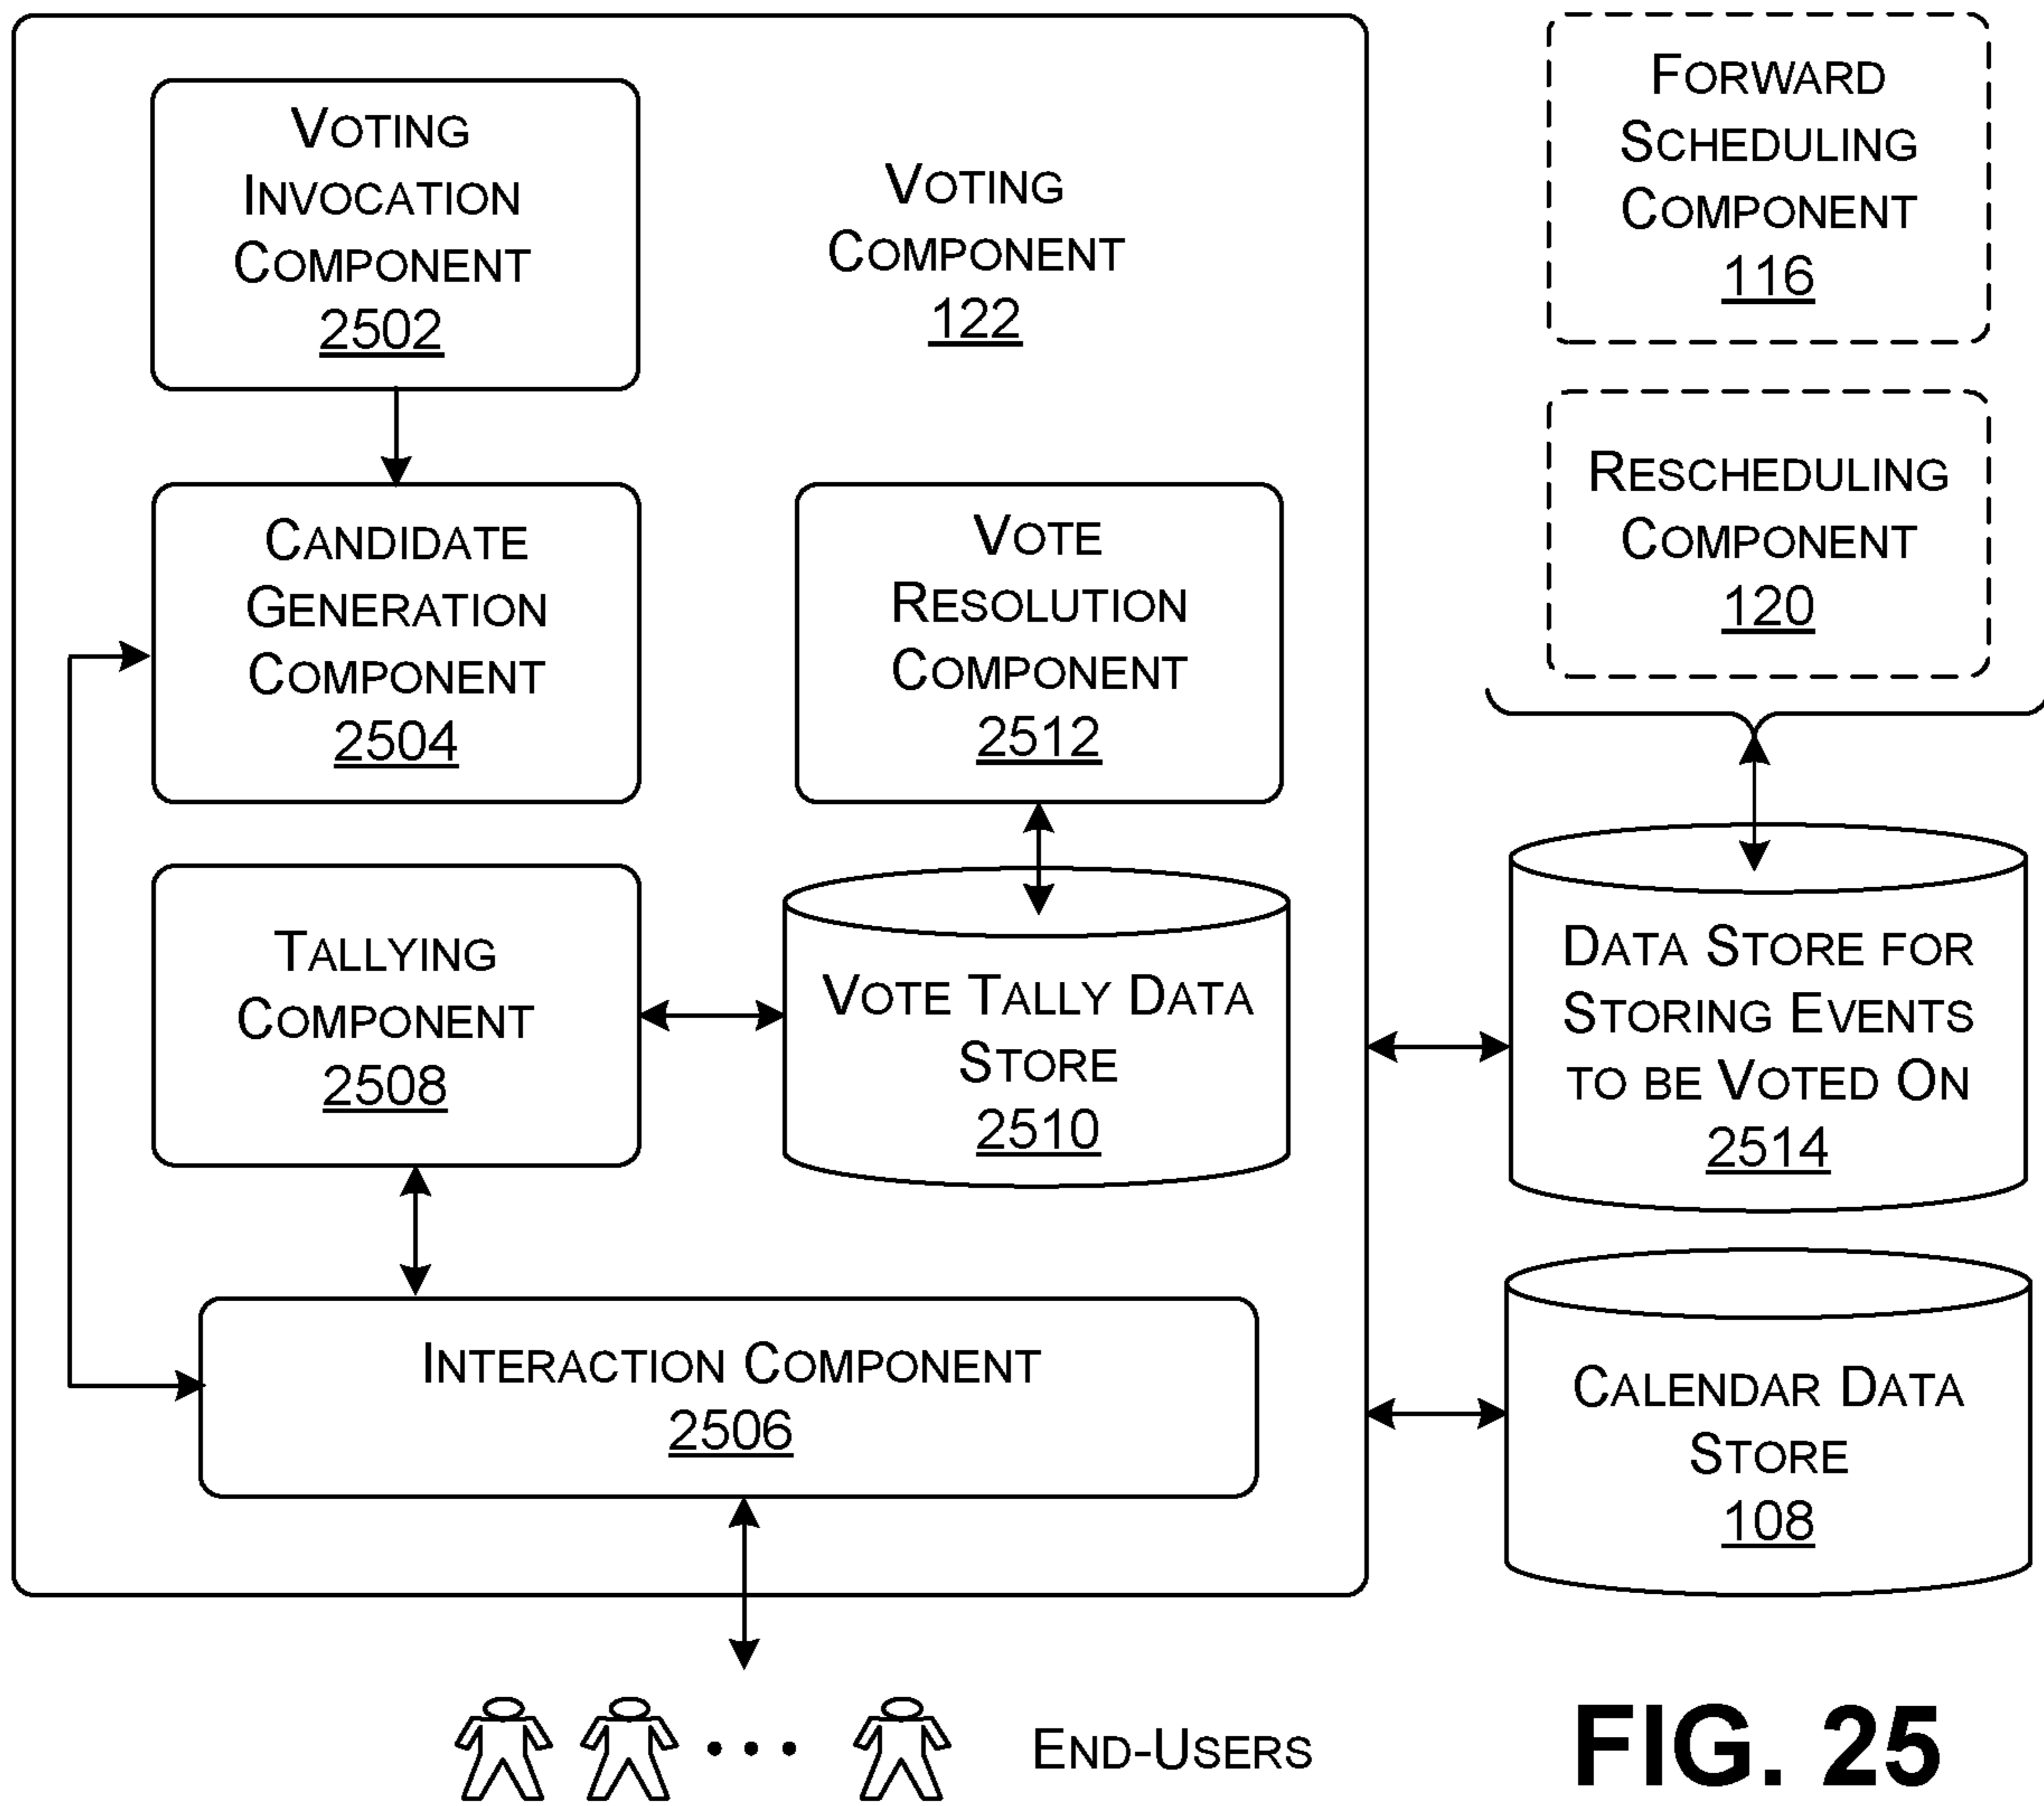 VOTING
INVOCATION
COMPONENT
2502
VOTING
COMPONENT
122
FORWARD
SCHEDULING
COMPONENT
116
RESCHEDULING
COMPONENT
120
CANDIDATE
GENERATION
COMPONENT
2504
VOTE
RESOLUTION
COMPONENT
2512
TALLYING
COMPONENT
2508
VOTE TALLY DATA
STORE
2510
DATA STORE FOR
STORING EVENTS
TO BE VOTED ON
2514
INTERACTION COMPONENT
2506
CALENDAR DATA
STORE
108
END-USERS
FIG. 25